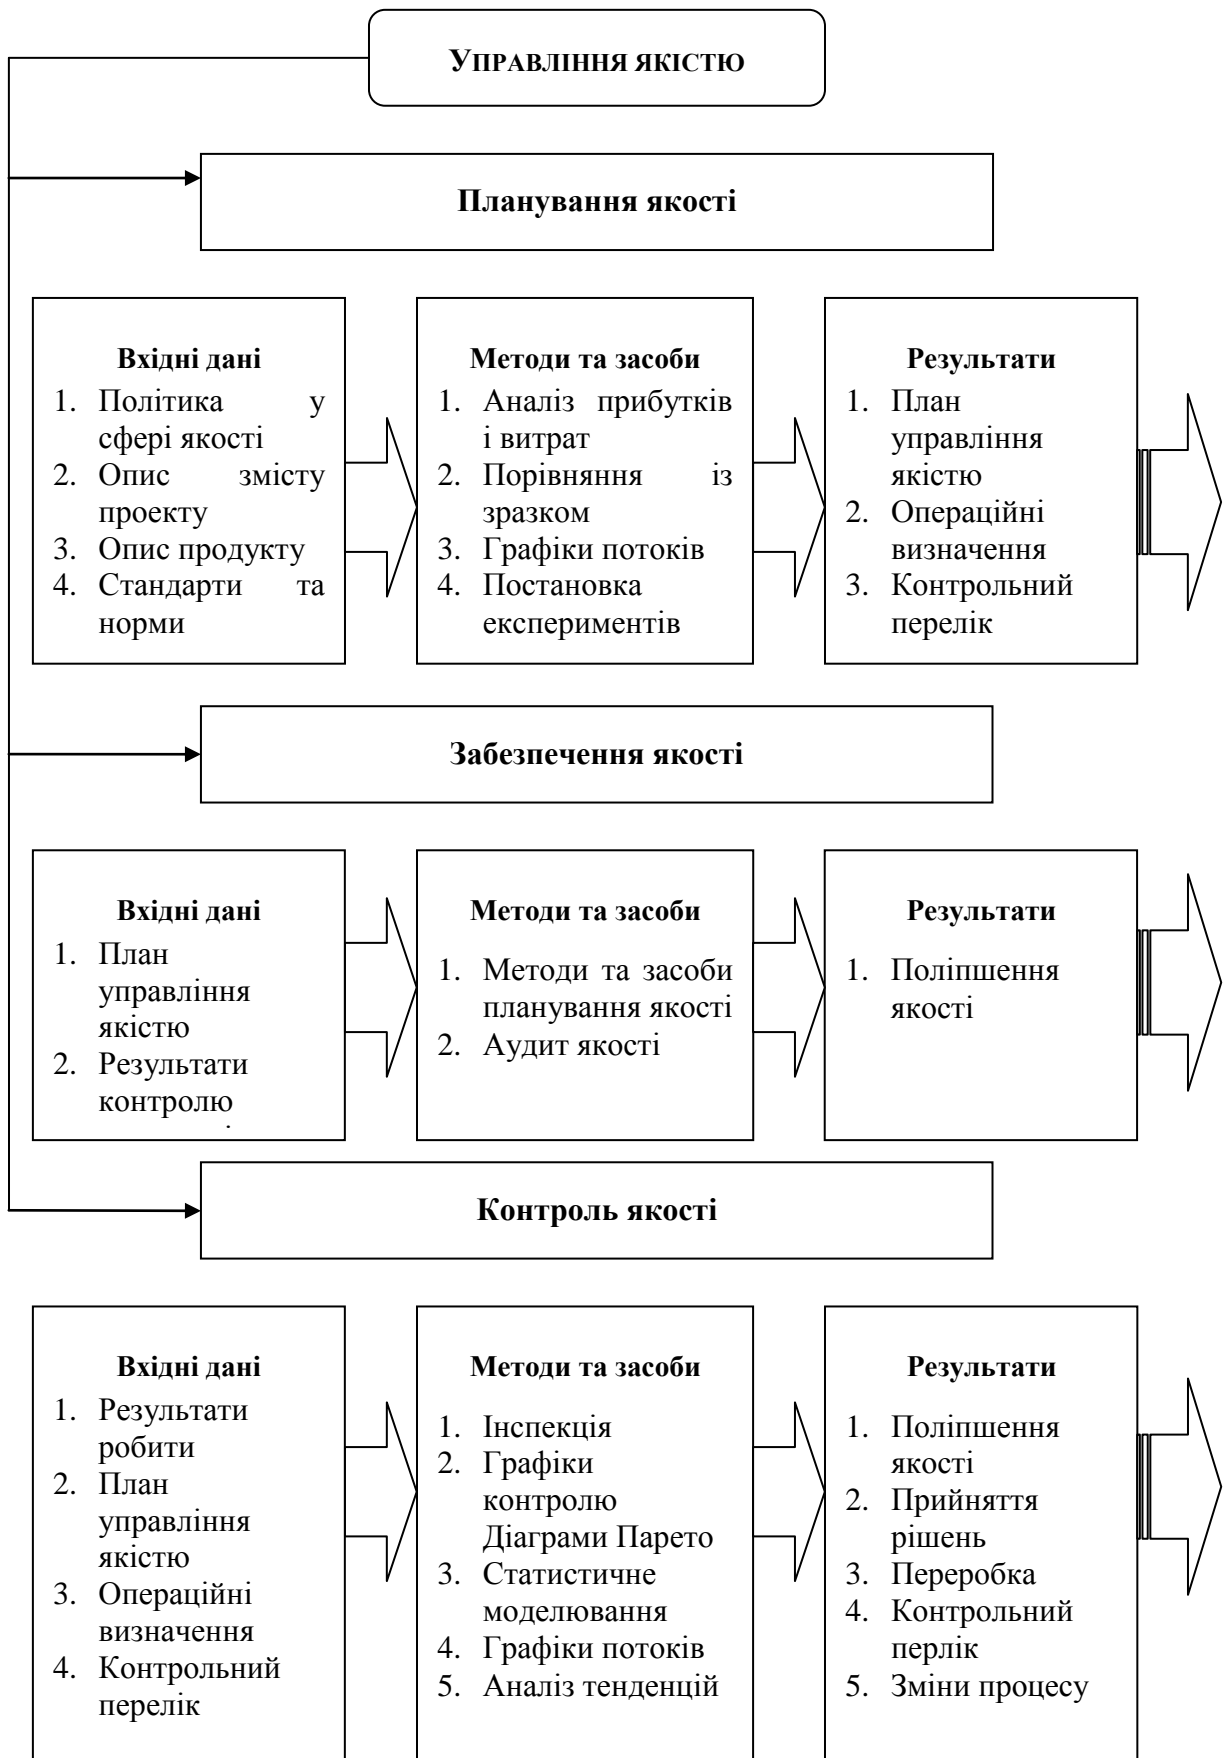 УПРАВЛІННЯ ЯКІСТЮ
Планування якості
Вхідні дані
1. Політика у
сфері якості
2. Опис змісту
проекту
3. Опис продукту
4. Стандарти та
норми
Методи та засоби
1. Аналіз прибутків
і витрат
2. Порівняння із
зразком
3. Графіки потоків
4. Постановка
експериментів
Результати
1. План
управління
якістю
2. Операційні
визначення
3. Контрольний
перелік
Забезпечення якості
Вхідні дані
1. План
управління
якістю
2. Результати
контролю
Методи та засоби
1. Методи та засоби
планування якості
2. Аудит якості
Результати
1. Поліпшення
якості
Контроль якості
Вхідні дані
1. Результати
робити
2. План
управління
якістю
3. Операційні
визначення
4. Контрольний
перелік
Методи та засоби
1. Інспекція
2. Графіки
контролю
Діаграми Парето
3. Статистичне
моделювання
4. Графіки потоків
5. Аналіз тенденцій
Результати
1. Поліпшення
якості
2. Прийняття
рішень
3. Переробка
4. Контрольний
перлік
5. Зміни процесу